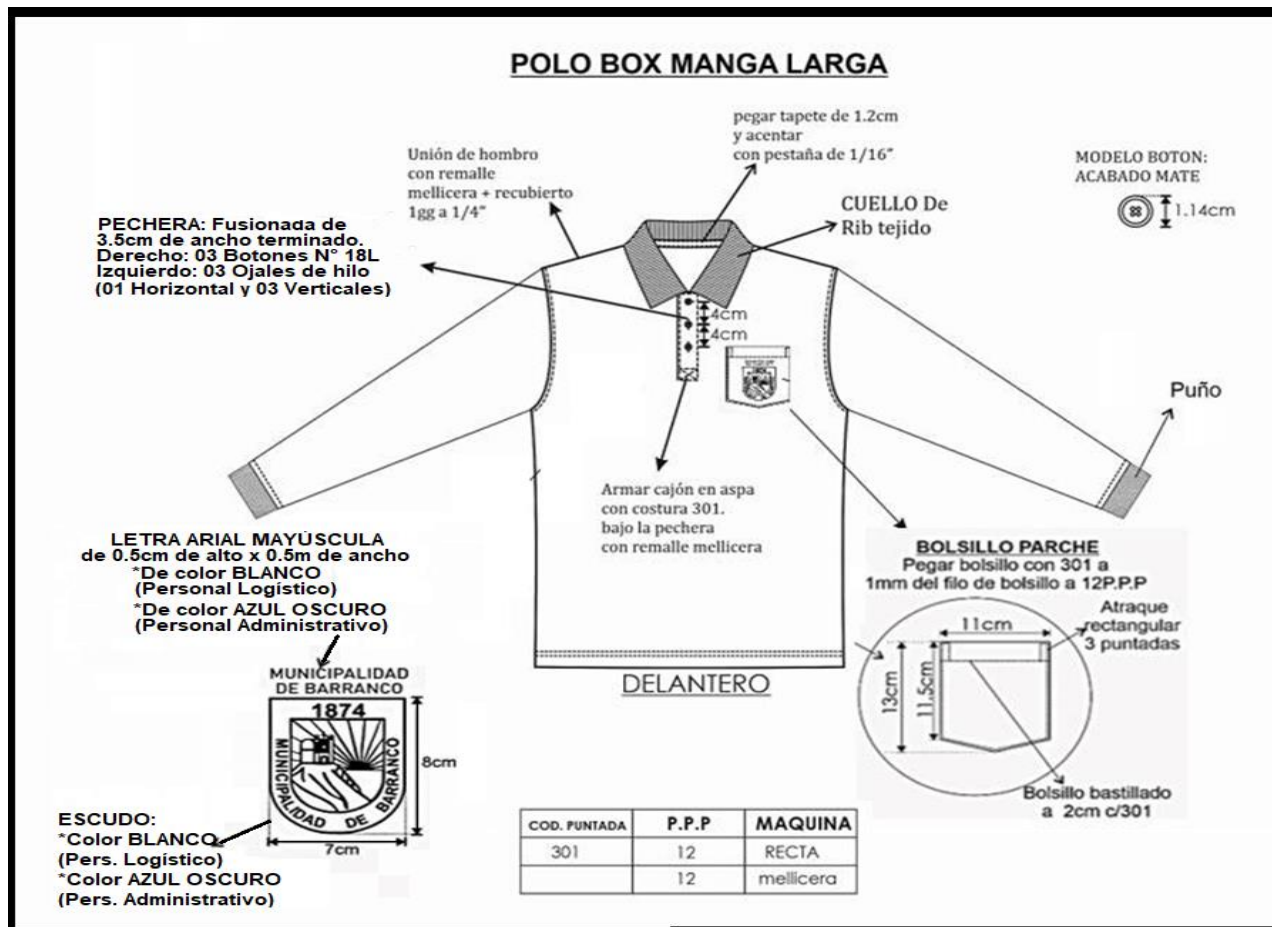 POLO BOX MANGA LARGA
pegar tapete de 1.2cm
y acentar
con pestaña de 1/16"
Unión de hombro
con remalle
mellicera + recubierto
1gg a 1/4"
MODELO BOTON:
ACABADO MATE
1.14cm
CUELLO De
Rib tejido
PECHERA: Fusionada de
3.5cm de ancho terminado.
Derecho: 03 Botones N° 18L
Izquierdo: 03 Ojales de hilo
(01 Horizontal y 03 Verticales)
4cm
4cm
Puño
Armar cajón en aspa
con costura 301.
bajo la pechera
con remalle mellicera
LETRA ARIAL MAYÚSCULA
de 0.5cm de alto x 0.5m de ancho
*De color BLANCO
(Personal Logístico)
*De color AZUL OSCURO
(Personal Administrativo)
BOLSILLO PARCHE
Pegar bolsillo con 301 a
1mm del filo de bolsillo a 12P.P.P
Atraque
rectangular
3 puntadas
11cm
13cm
11.5cm
Bolsillo bastillado
a 2cm c/301
DELANTERO
MUNICIPALIDAD
DE BARRANCO
1874
MUNICIPALIDAD DE BARRANCO
8cm
7cm
ESCUDO:
*Color BLANCO
(Pers. Logístico)
*Color AZUL OSCURO
(Pers. Administrativo)
COD. PUNTADA P.P.P MAQUINA
301 12 RECTA
12 mellicera